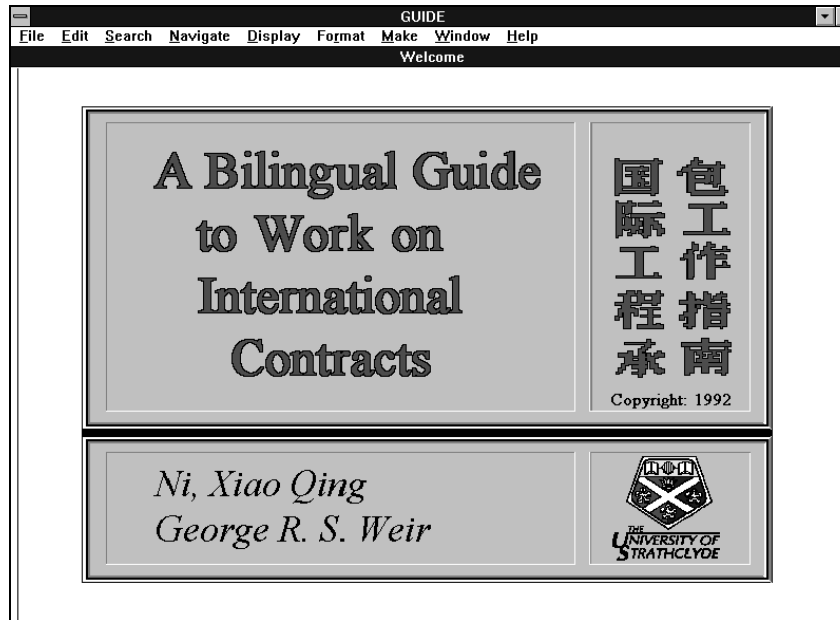 GUIDE
File Edit Search Navigate Display Format Make Window Help
Welcome
A Bilingual Guide
to Work on
International
Contracts
国际工程承
包工作指南
Copyright: 1992
Ni, Xiao Qing
George R. S. Weir
THE
UNIVERSITY OF
STRATHCLYDE